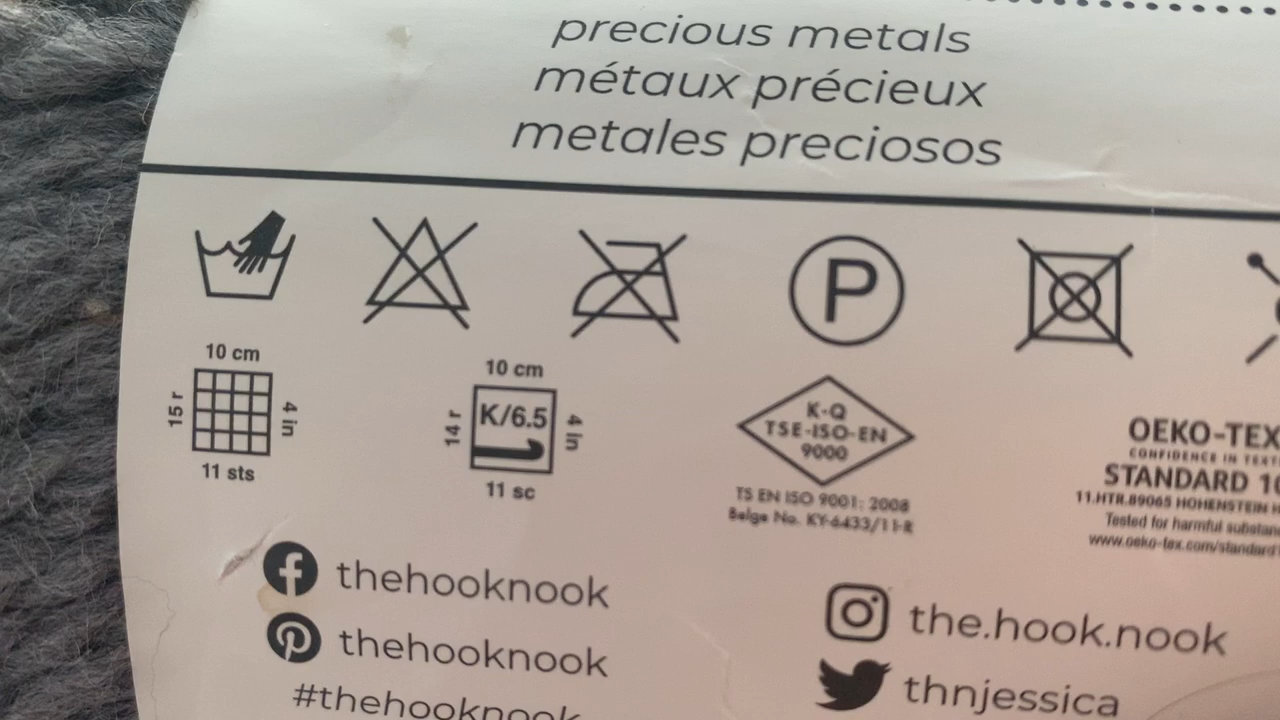 precious metals
métaux précieux
metales preciosos
P
10 cm
15 r
4 in
11 sts
10 cm
14 r
K/6.5
4 in
11 sc
K-Q
TSE-ISO-EN
9000
TS EN ISO 9001: 2008
Belge No. KY-6433/11-R
OEKO-TEX
CONFIDENCE IN
STANDARD
11.HTR.89065 HOHENSTEIN
Tested for harmful
www.oeko-tex.com/standard
thehooknook
thehooknook
#thehooknook
the.hook.nook
thnjessica